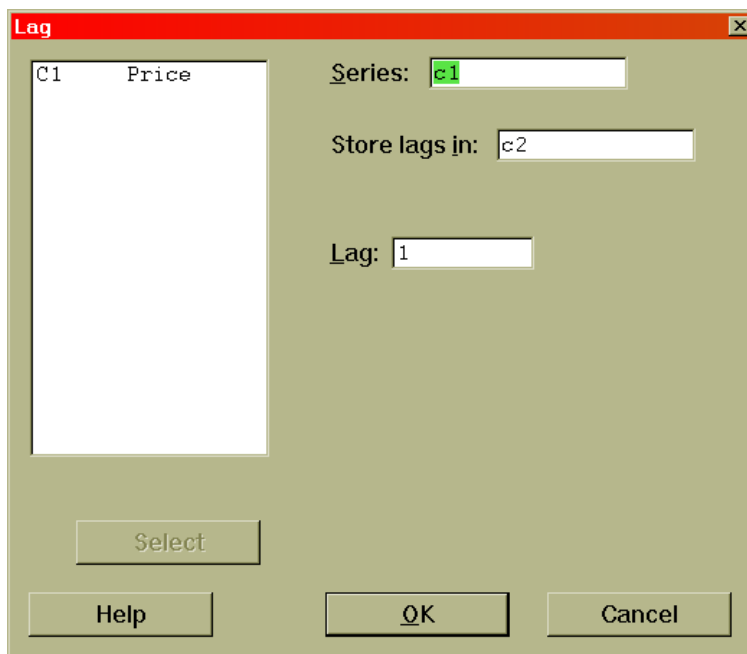 Lag
C1 Price
Series: c1
Store lags in: c2
Lag: 1
Select
Help OK Cancel